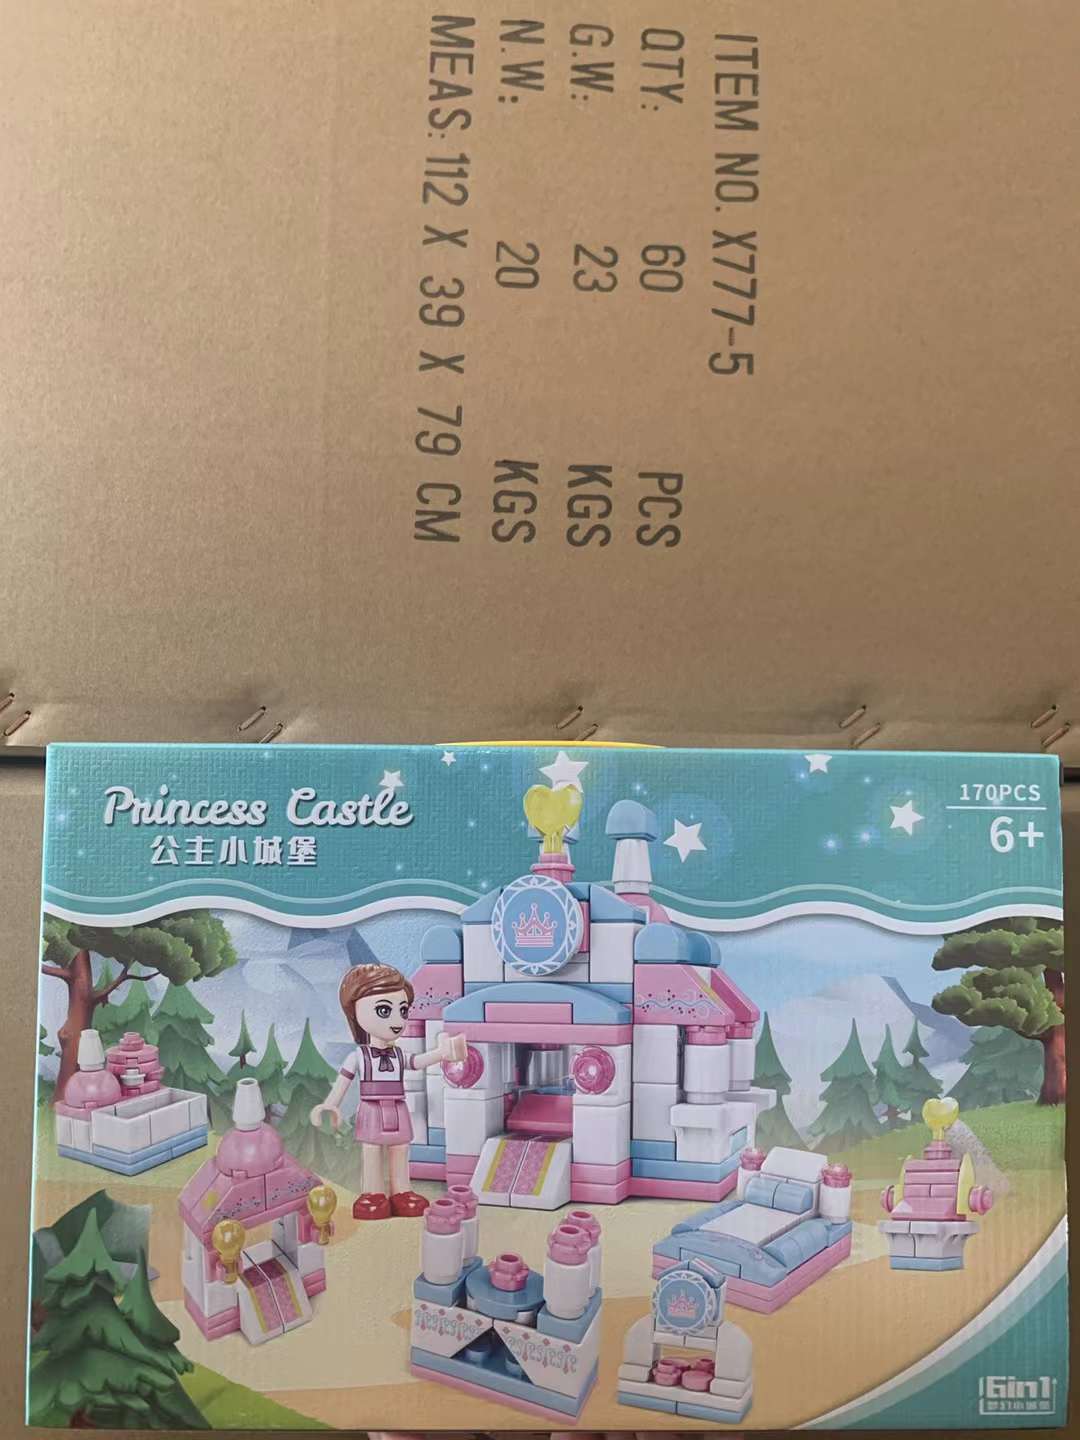 ITEM NO. X777-5
QTY: 60 PCS
G.W: 23 KGS
N.W: 20 KGS
MEAS: 112 X 39 X 79 CM
Princess Castle
公主小城堡
170PCS
6+
6in1